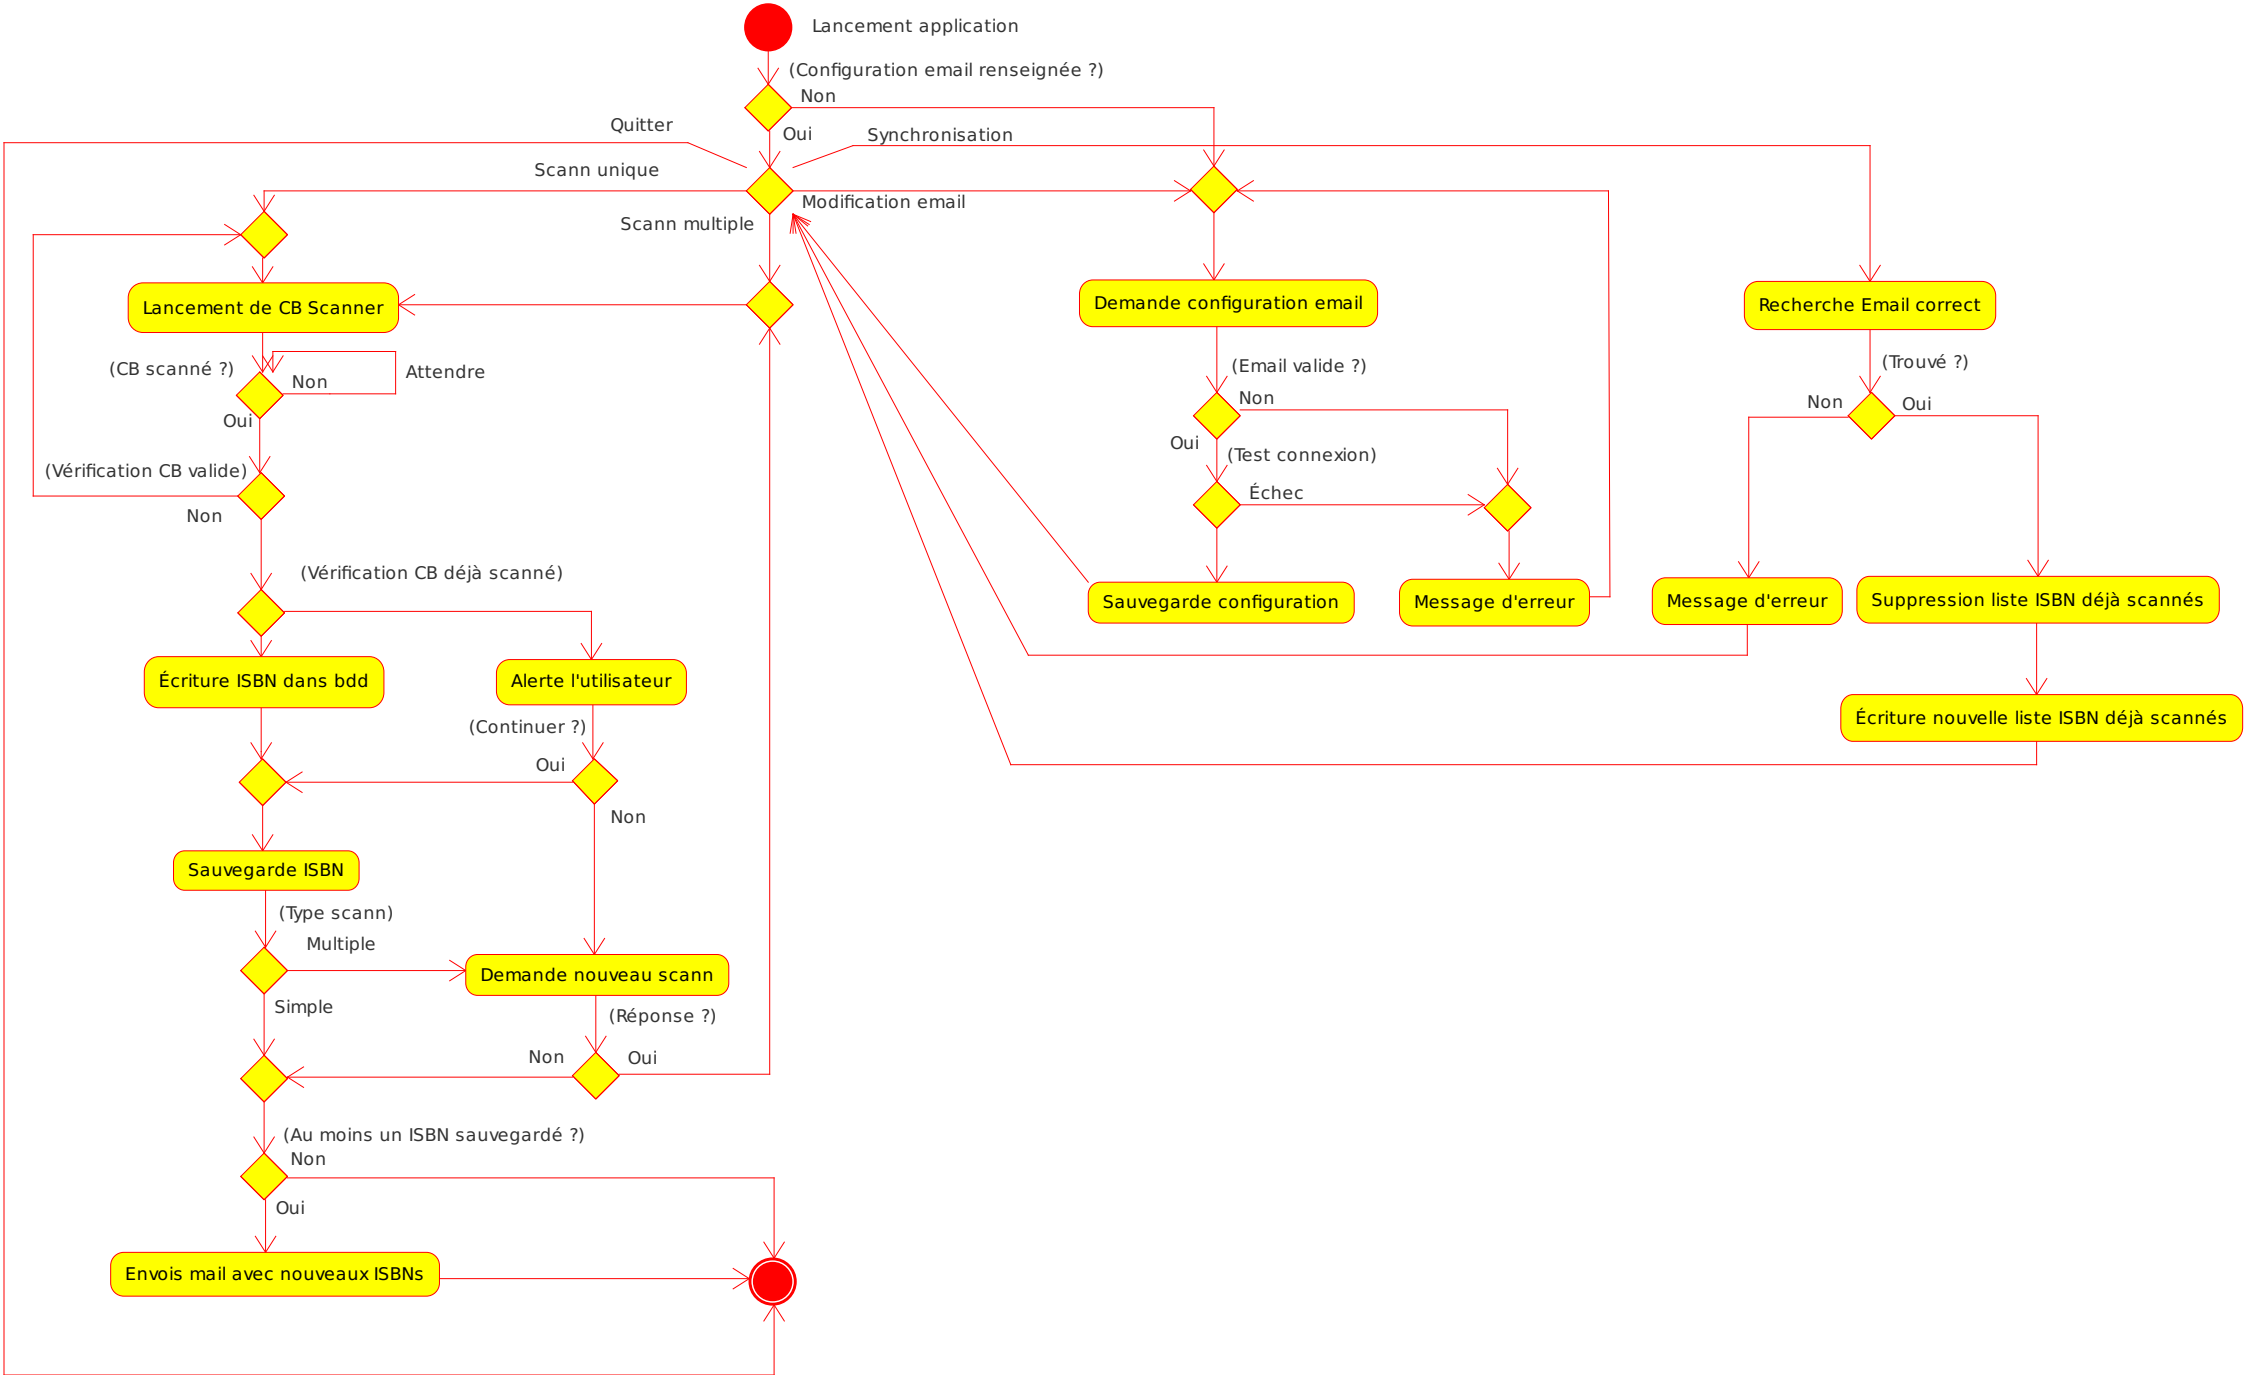 Lancement application
(Configuration email renseignée ?)
Non
Quitter
Oui
Synchronisation
Scann unique
Modification email
Scann multiple
Lancement de CB Scanner
Demande configuration email
Recherche Email correct
(CB scanné ?)
Non
Attendre
(Email valide ?)
(Trouvé ?)
Oui
Non
Non
Oui
Oui
(Test connexion)
(Vérification CB valide)
Échec
Non
(Vérification CB déjà scanné)
Sauvegarde configuration
Message d'erreur
Message d'erreur
Suppression liste ISBN déjà scannés
Écriture ISBN dans bdd
Alerte l'utilisateur
(Continuer ?)
Écriture nouvelle liste ISBN déjà scannés
Oui
Non
Sauvegarde ISBN
(Type scann)
Multiple
Demande nouveau scann
Simple
(Réponse ?)
Non
Oui
(Au moins un ISBN sauvegardé ?)
Non
Oui
Envois mail avec nouveaux ISBNs